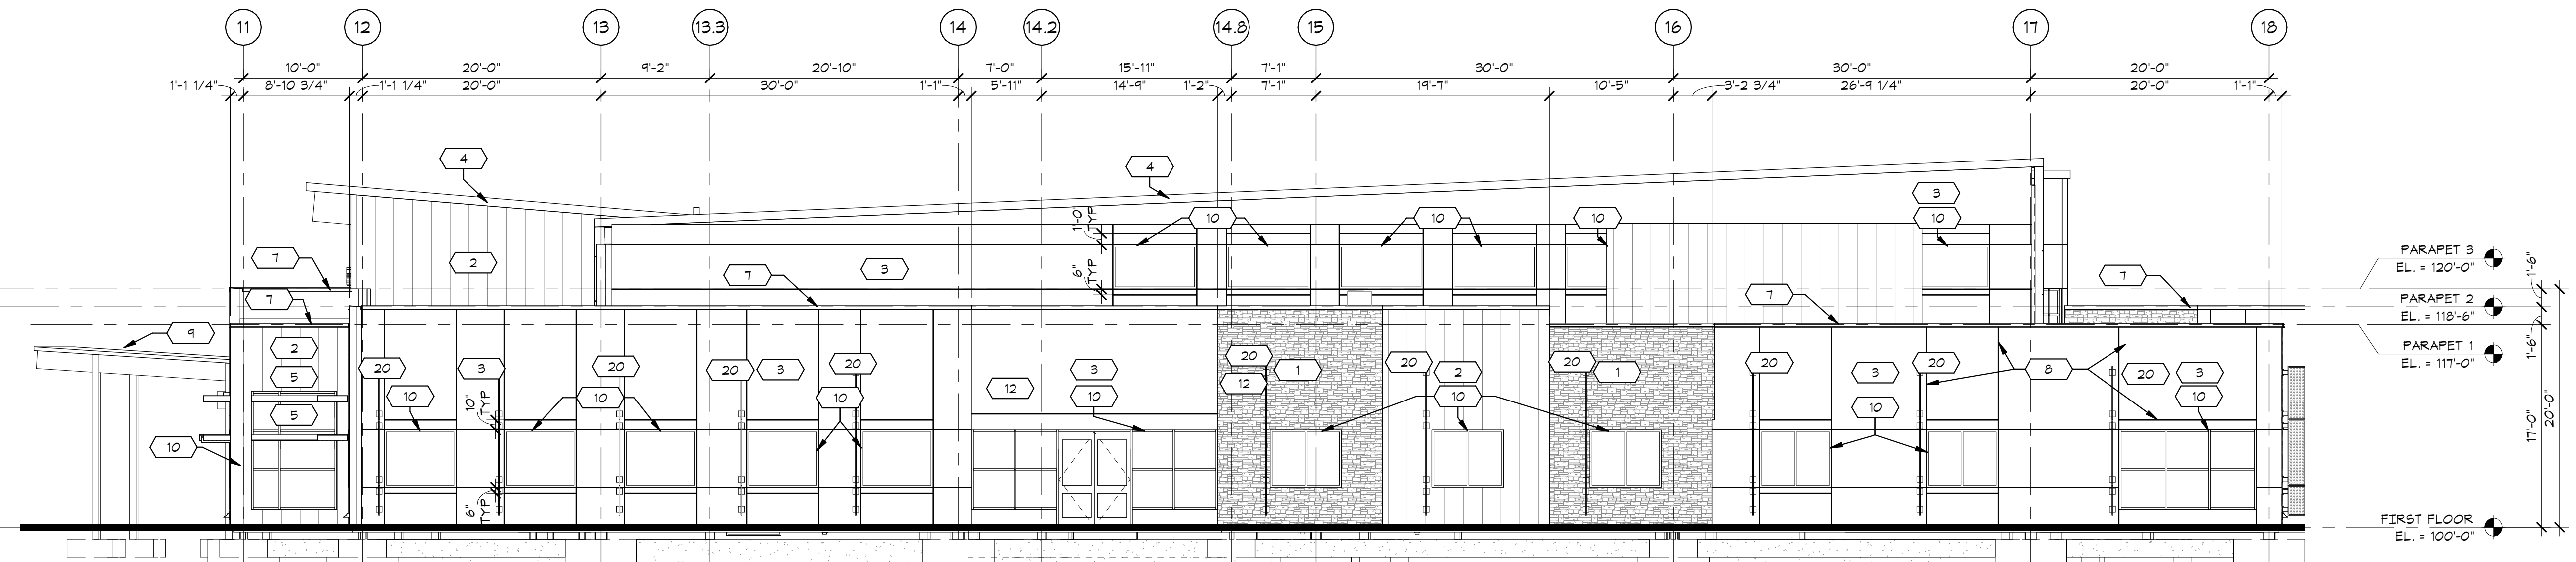 11 12 13 13.3 14 14.2 14.8 15 16 17 18
10'-0" 20'-0" 9'-2" 20'-10" 7'-0" 15'-11" 7'-1" 30'-0" 30'-0" 20'-0"
1'-1 1/4" 8'-10 3/4" 1'-1 1/4" 20'-0" 30'-0" 1'-1" 5'-11" 14'-9" 1'-2" 7'-1" 19'-7" 10'-5" 3'-2 3/4" 26'-9 1/4" 20'-0" 1'-1"
4 4
3
1'-0" TYP 10 10 10 10
7 2 7 3 6" TYP 7
7 7
PARAPET 3
EL. = 120'-0"
1'-6"
PARAPET 2
EL. = 118'-6"
9
PARAPET 1
EL. = 117'-0"
1'-6"
2 20 3 20 20 3 20 3 20 12 1 20 2 20 1 20 3 20 8 20 3
5 12 10
5 10 10" TYP 10 10 10 10 10
10
17'-0" 20'-0"
6" TYP
FIRST FLOOR
EL. = 100'-0"